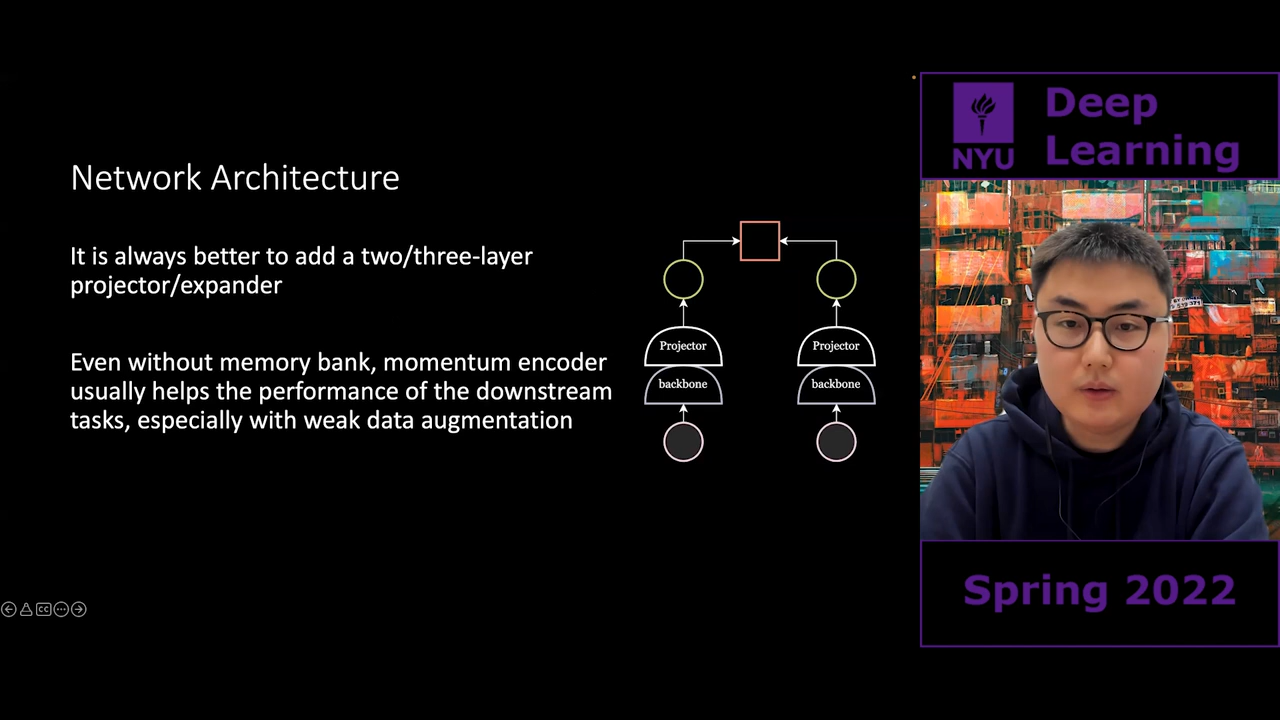 Network Architecture
It is always better to add a two/three-layer
projector/expander
Even without memory bank, momentum encoder
usually helps the performance of the downstream
tasks, especially with weak data augmentation
Projector
Projector
backbone
backbone
NYU
Deep
Learning
Spring 2022
CC